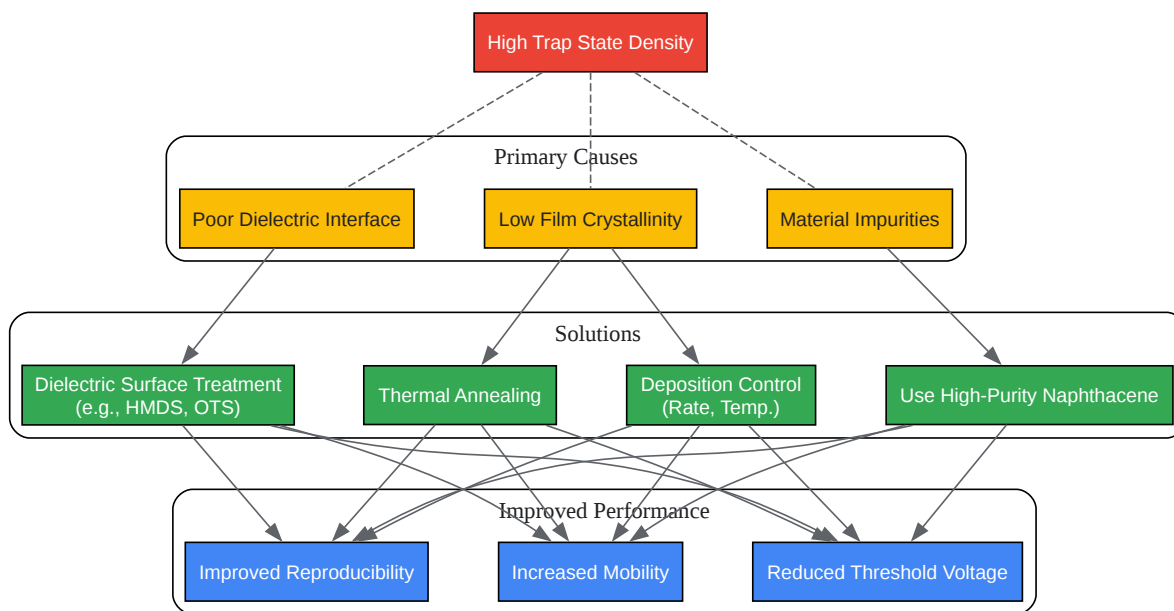 High Trap State Density
Primary Causes
Poor Dielectric Interface
Low Film Crystallinity
Material Impurities
Solutions
Dielectric Surface Treatment
(e.g., HMDS, OTS)
Thermal Annealing
Deposition Control
(Rate, Temp.)
Use High-Purity Naphthacene
Improved Performance
Improved Reproducibility
Increased Mobility
Reduced Threshold Voltage